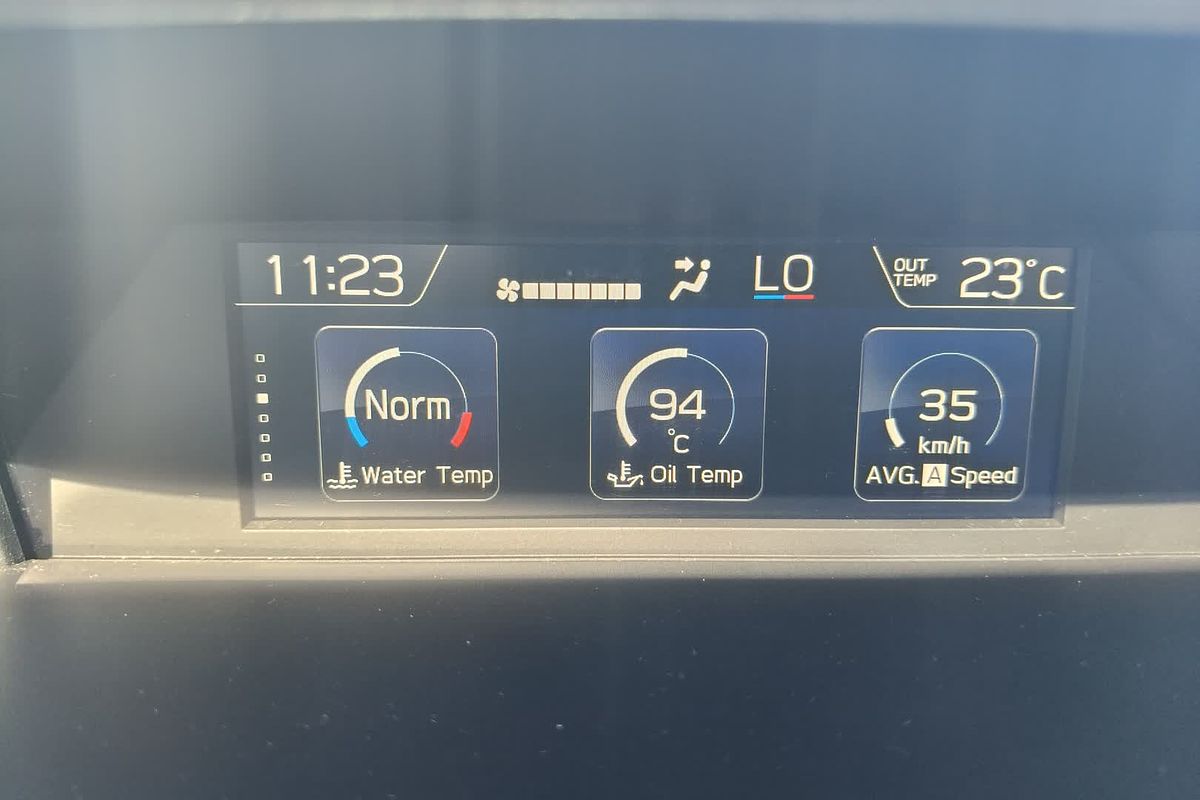 11:23
LO
OUT
TEMP
23°C
Norm
Water Temp
94
°C
Oil Temp
35
km/h
AVG. A Speed